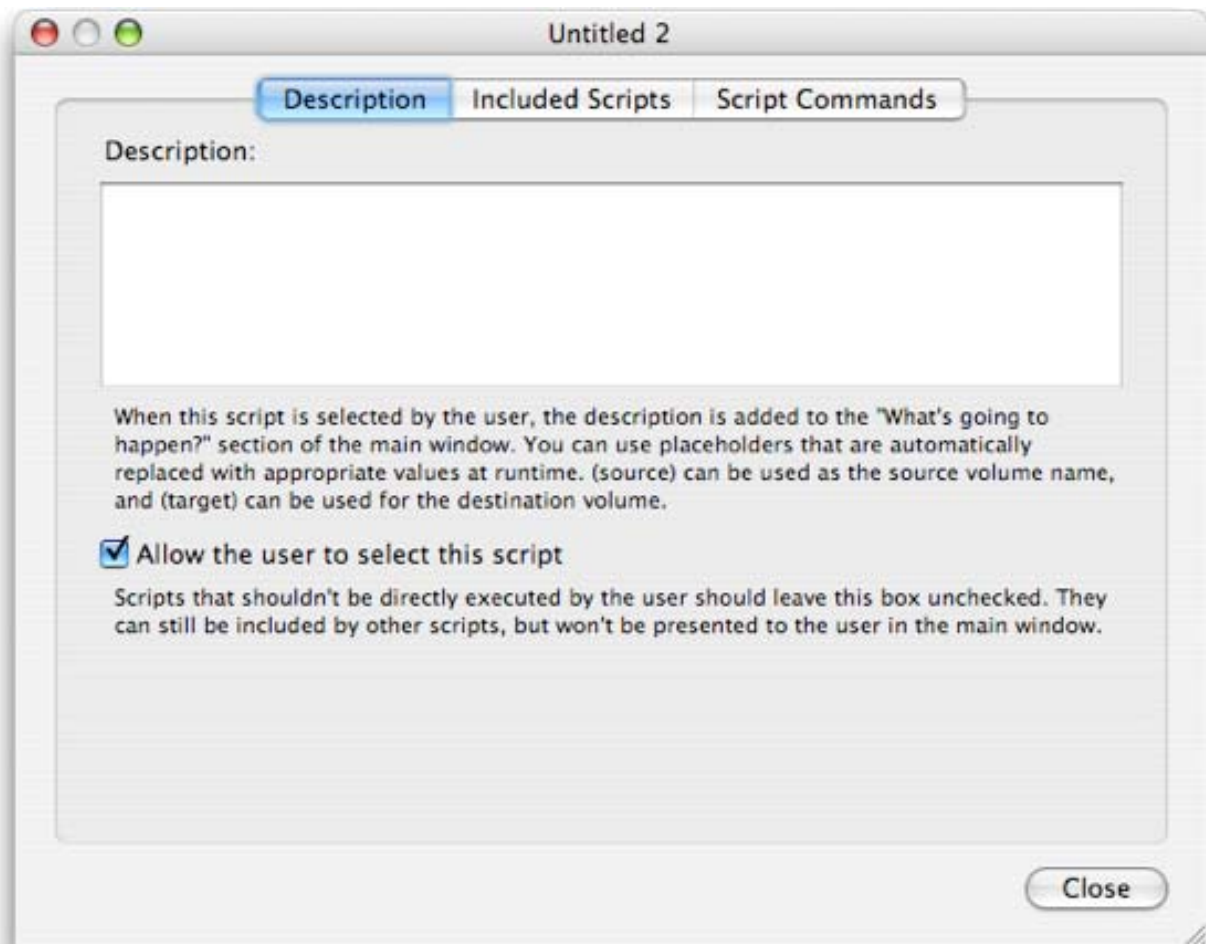 Untitled 2
Description Included Scripts Script Commands
Description:
When this script is selected by the user, the description is added to the "What's going to
happen?" section of the main window. You can use placeholders that are automatically
replaced with appropriate values at runtime. (source) can be used as the source volume name,
and (target) can be used for the destination volume.
Allow the user to select this script
Scripts that shouldn't be directly executed by the user should leave this box unchecked. They
can still be included by other scripts, but won't be presented to the user in the main window.
Close